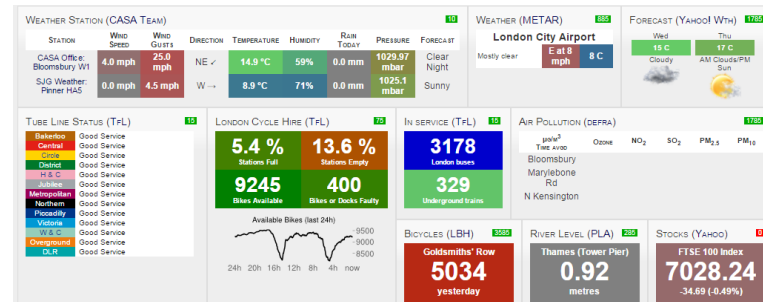 WEATHER STATION (CASA TEAM) 10
STATION WIND SPEED WIND GUSTS DIRECTION TEMPERATURE HUMIDITY RAIN TODAY PRESSURE FORECAST
CASA Office: Bloomsbury W1 4.0 mph 25.0 mph NE ↙ 14.9 °C 59% 0.0 mm 1029.97 mbar Clear Night
SJG Weather: Pinner HA5 0.0 mph 4.5 mph W → 8.9 °C 71% 0.0 mm 1025.1 mbar Sunny
WEATHER (METAR) 885
London City Airport
Mostly clear E at 8 mph 8 C
FORECAST (YAHOO! WTH) 1785
Wed Thu
15 C 17 C
Cloudy AM Clouds/PM Sun
TUBE LINE STATUS (TFL) 15
Bakerloo Good Service
Central Good Service
Circle Good Service
District Good Service
H & C Good Service
Jubilee Good Service
Metropolitan Good Service
Northern Good Service
Piccadilly Good Service
Victoria Good Service
W & C Good Service
Overground Good Service
DLR Good Service
LONDON CYCLE HIRE (TFL) 75
5.4 % 13.6 %
Stations Full Stations Empty
9245 400
Bikes Available Bikes or Docks Faulty
Available Bikes (last 24h)
9500
9000
8500
24h 20h 16h 12h 8h 4h now
IN SERVICE (TFL) 15
3178
London buses
329
Underground trains
AIR POLLUTION (DEFRA) 1785
µg/m³ TIME AVGD OZONE NO2 SO2 PM2.5 PM10
Bloomsbury
Marylebone
Rd
N Kensington
BICYCLES (LBH) 3585
Goldsmiths' Row
5034
yesterday
RIVER LEVEL (PLA) 285
Thames (Tower Pier)
0.92
metres
STOCKS (YAHOO)
FTSE 100 Index
7028.24
-34.69 (-0.49%)